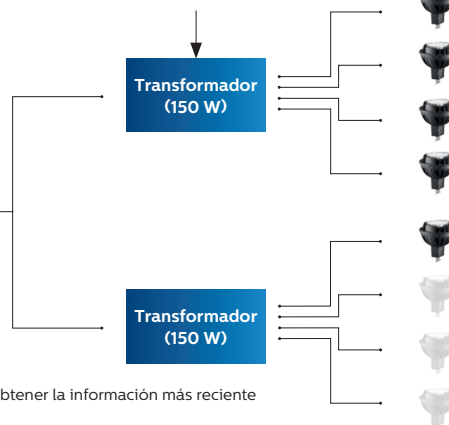 Transformador
(150 W)
Transformador
(150 W)
btener la información más reciente